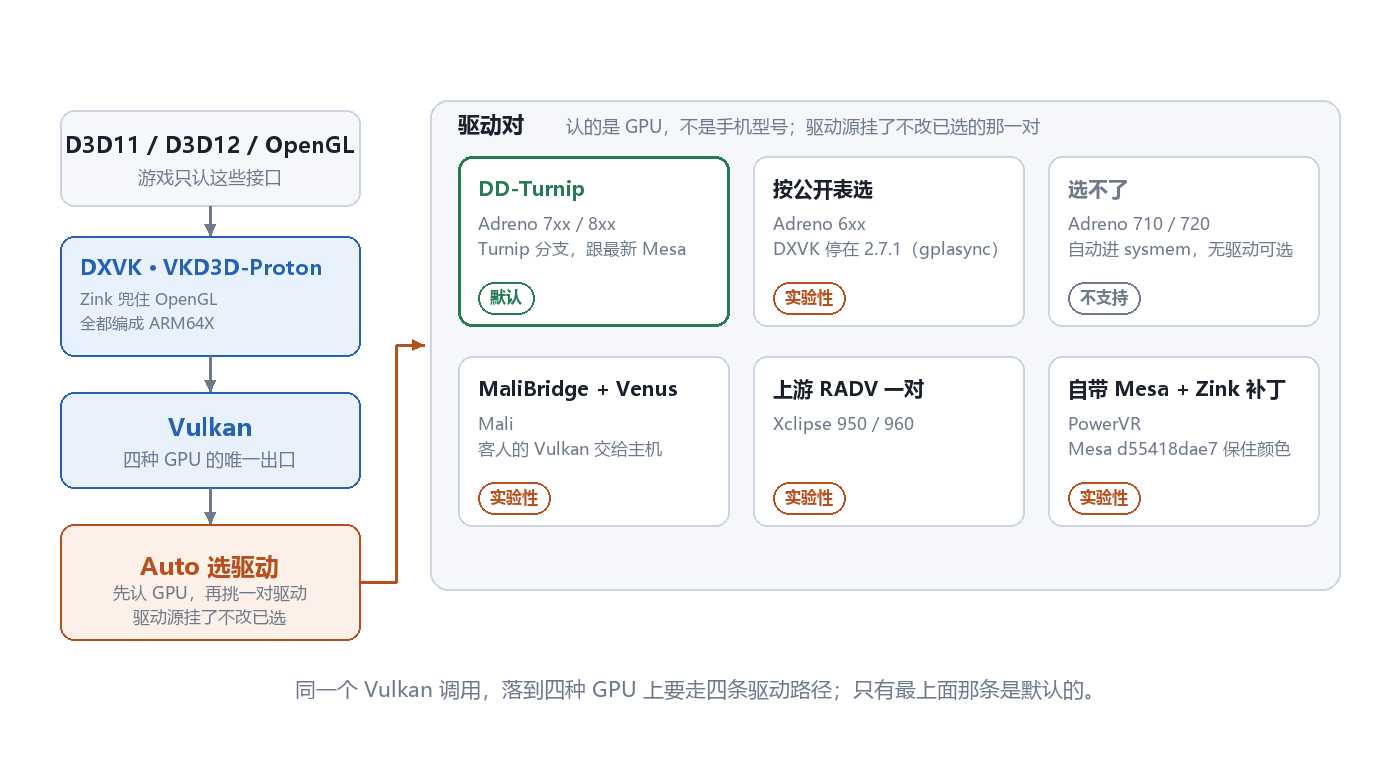 D3D11 / D3D12 / OpenGL
游戏只认这些接口
DXVK • VKD3D-Proton
Zink 兜住 OpenGL
全都编成 ARM64X
Vulkan
四种 GPU 的唯一出口
Auto 选驱动
先认 GPU，再挑一对驱动
驱动源挂了不改已选
驱动对
认的是 GPU，不是手机型号；驱动源挂了不改已选的那一对
DD-Turnip
Adreno 7xx / 8xx
Turnip 分支，跟最新 Mesa
默认
按公开表选
Adreno 6xx
DXVK 停在 2.7.1（gplasync）
实验性
选不了
Adreno 710 / 720
自动进 sysmem，无驱动可选
不支持
MaliBridge + Venus
Mali
客人的 Vulkan 交给主机
实验性
上游 RADV 一对
Xclipse 950 / 960
实验性
自带 Mesa + Zink 补丁
PowerVR
Mesa d55418dae7 保住颜色
实验性
同一个 Vulkan 调用，落到四种 GPU 上要走四条驱动路径；只有最上面那条是默认的。